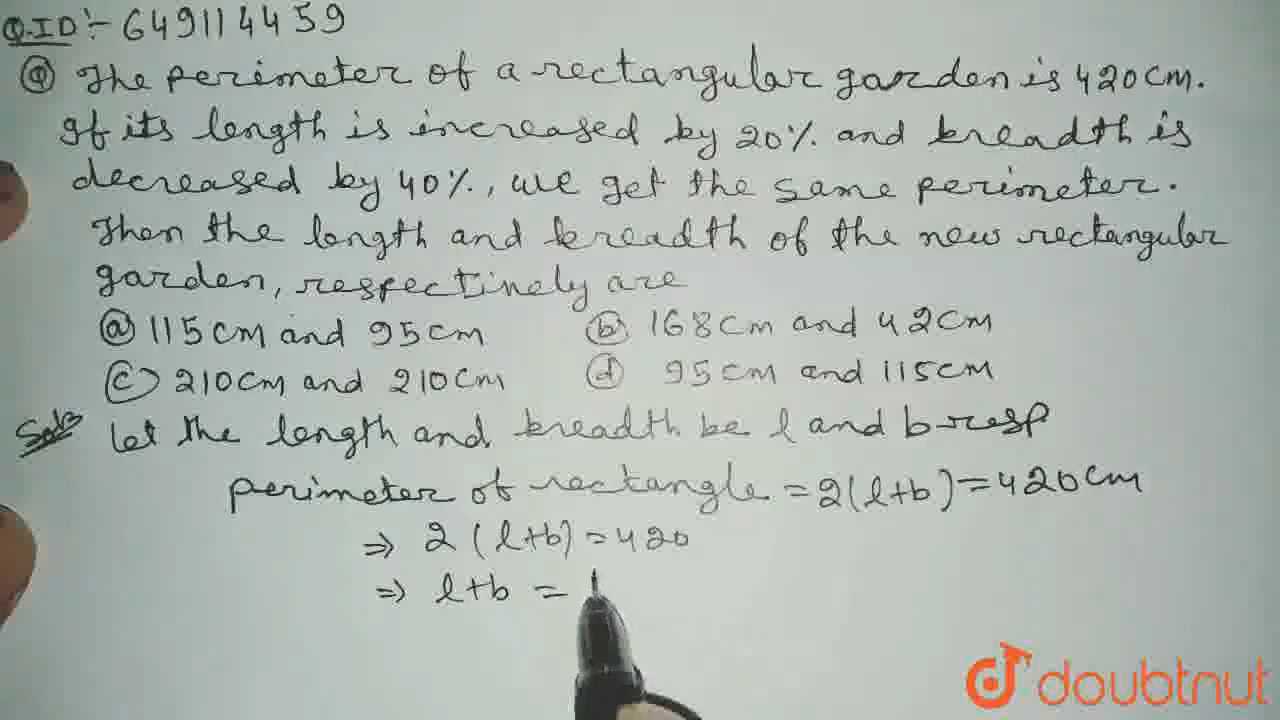 Q.ID:- 649114459
Q The perimeter of a rectangular garden is 420cm.
If its length is increased by 20% and breadth is
decreased by 40%, we get the same perimeter.
Then the length and breadth of the new rectangular
garden, respectively are
a 115cm and 95cm b 168cm and 42cm
c 210cm and 210cm d 95cm and 115cm
Sol:- Let the length and breadth be l and b resp
perimeter of rectangle = 2(l+b) = 420cm
⇒ 2(l+b) = 420
⇒ l+b =
doubtnut